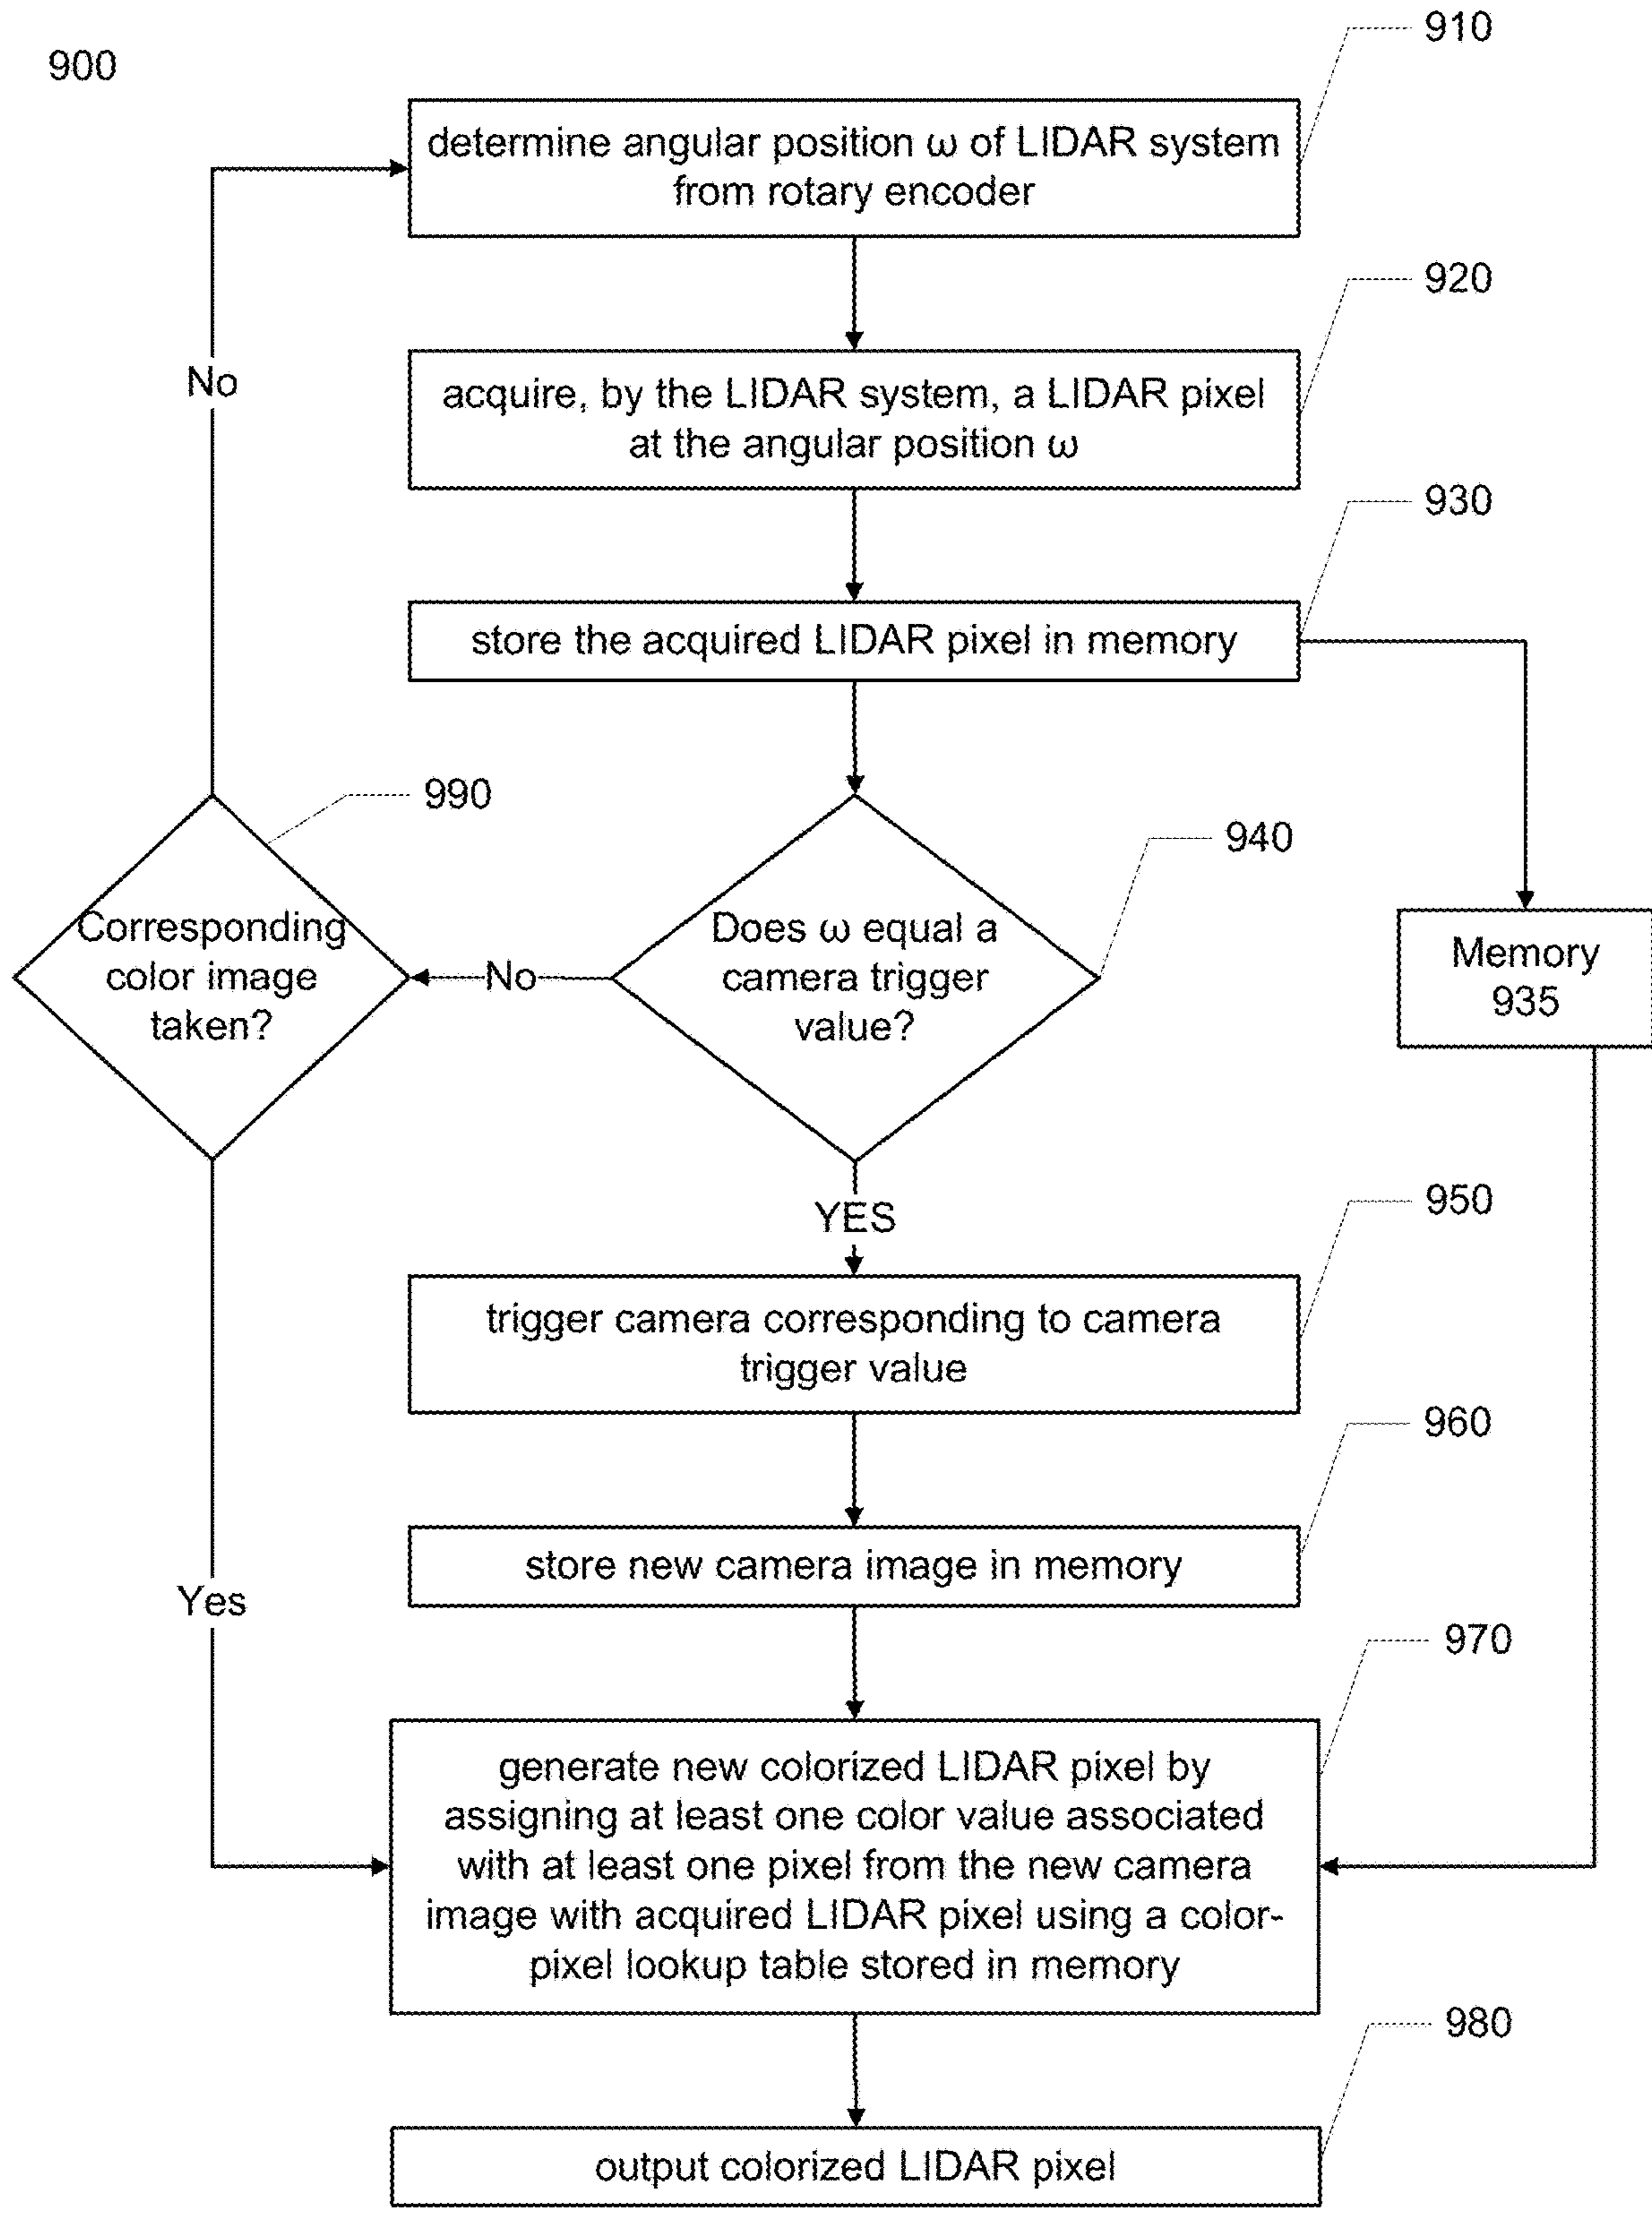 900
910
determine angular position ω of LIDAR system
from rotary encoder
920
acquire, by the LIDAR system, a LIDAR pixel
at the angular position ω
No
930
store the acquired LIDAR pixel in memory
990
940
Corresponding
color image
taken?
No
Does ω equal a
camera trigger
value?
Memory
935
YES
950
trigger camera corresponding to camera
trigger value
960
store new camera image in memory
Yes
970
generate new colorized LIDAR pixel by
assigning at least one color value associated
with at least one pixel from the new camera
image with acquired LIDAR pixel using a color-
pixel lookup table stored in memory
980
output colorized LIDAR pixel